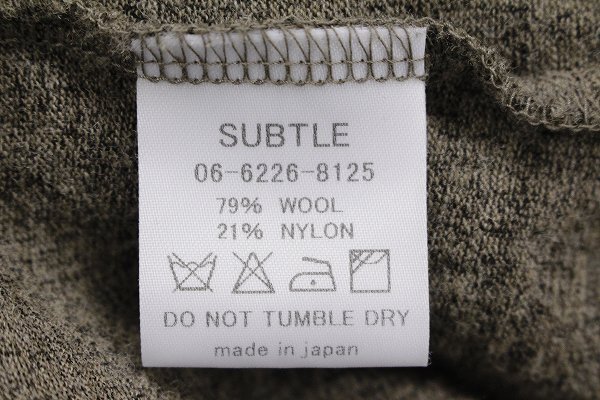 SUBTLE
06-6226-8125
79% WOOL
21% NYLON
DO NOT TUMBLE DRY
made in japan